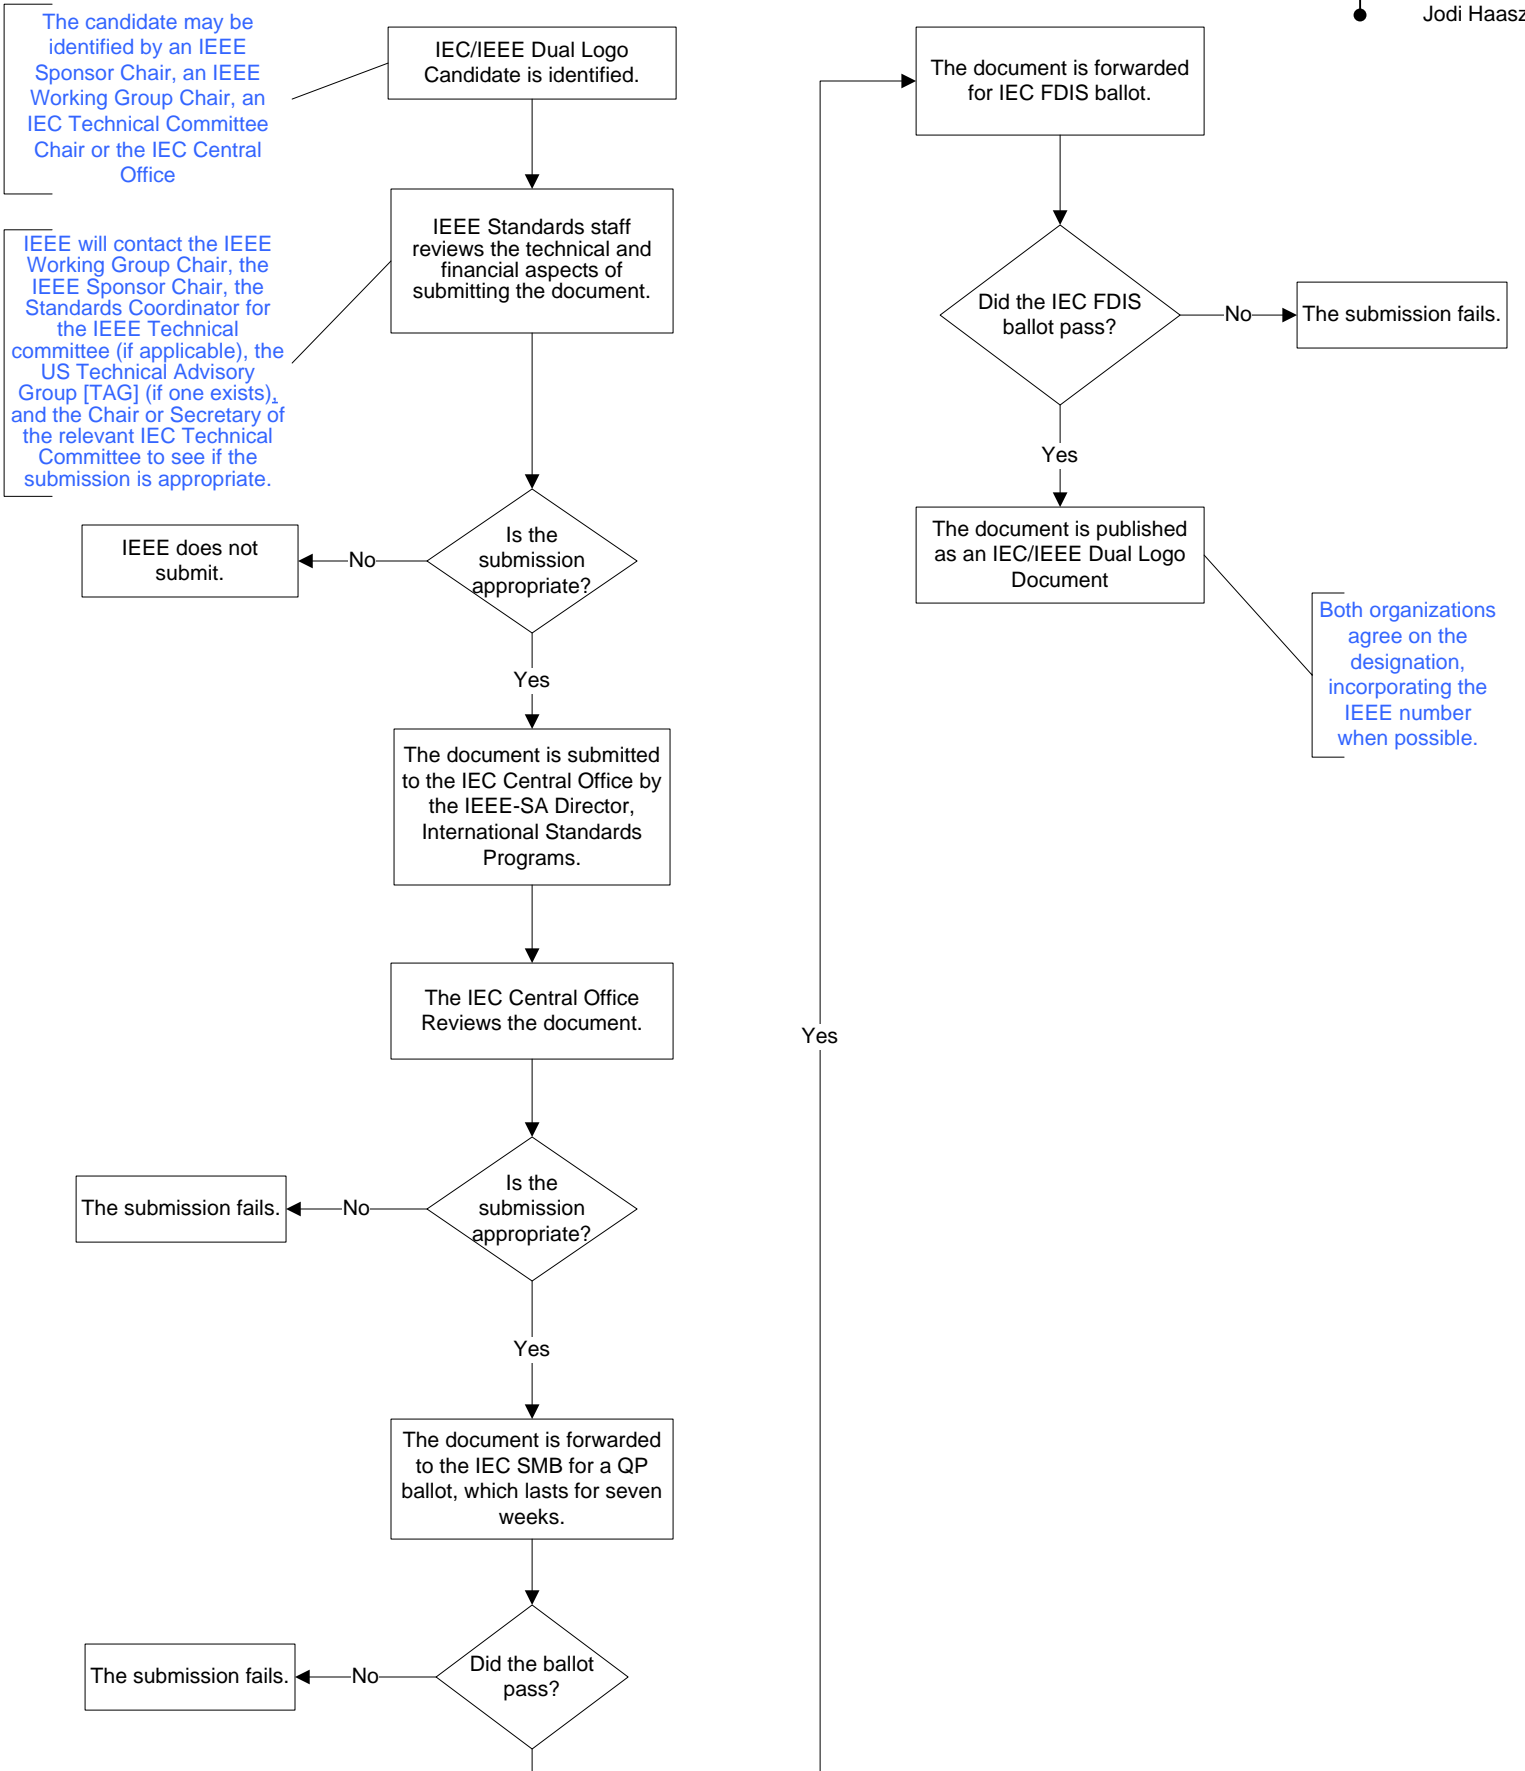 The candidate may be
identified by an IEEE
Sponsor Chair, an IEEE
Working Group Chair, an
IEC Technical Committee
Chair or the IEC Central
Office
IEC/IEEE Dual Logo
Candidate is identified.
IEEE will contact the IEEE
Working Group Chair, the
IEEE Sponsor Chair, the
Standards Coordinator for
the IEEE Technical
committee (if applicable), the
US Technical Advisory
Group [TAG] (if one exists),
and the Chair or Secretary of
the relevant IEC Technical
Committee to see if the
submission is appropriate.
IEEE Standards staff
reviews the technical and
financial aspects of
submitting the document.
Is the
submission
appropriate?
No
IEEE does not
submit.
Yes
The document is submitted
to the IEC Central Office by
the IEEE-SA Director,
International Standards
Programs.
The IEC Central Office
Reviews the document.
Is the
submission
appropriate?
No
The submission fails.
Yes
The document is forwarded
to the IEC SMB for a QP
ballot, which lasts for seven
weeks.
Did the ballot
pass?
No
The submission fails.
Yes
Jodi Haasz
The document is forwarded
for IEC FDIS ballot.
Did the IEC FDIS
ballot pass?
No
The submission fails.
Yes
The document is published
as an IEC/IEEE Dual Logo
Document
Both organizations
agree on the
designation,
incorporating the
IEEE number
when possible.